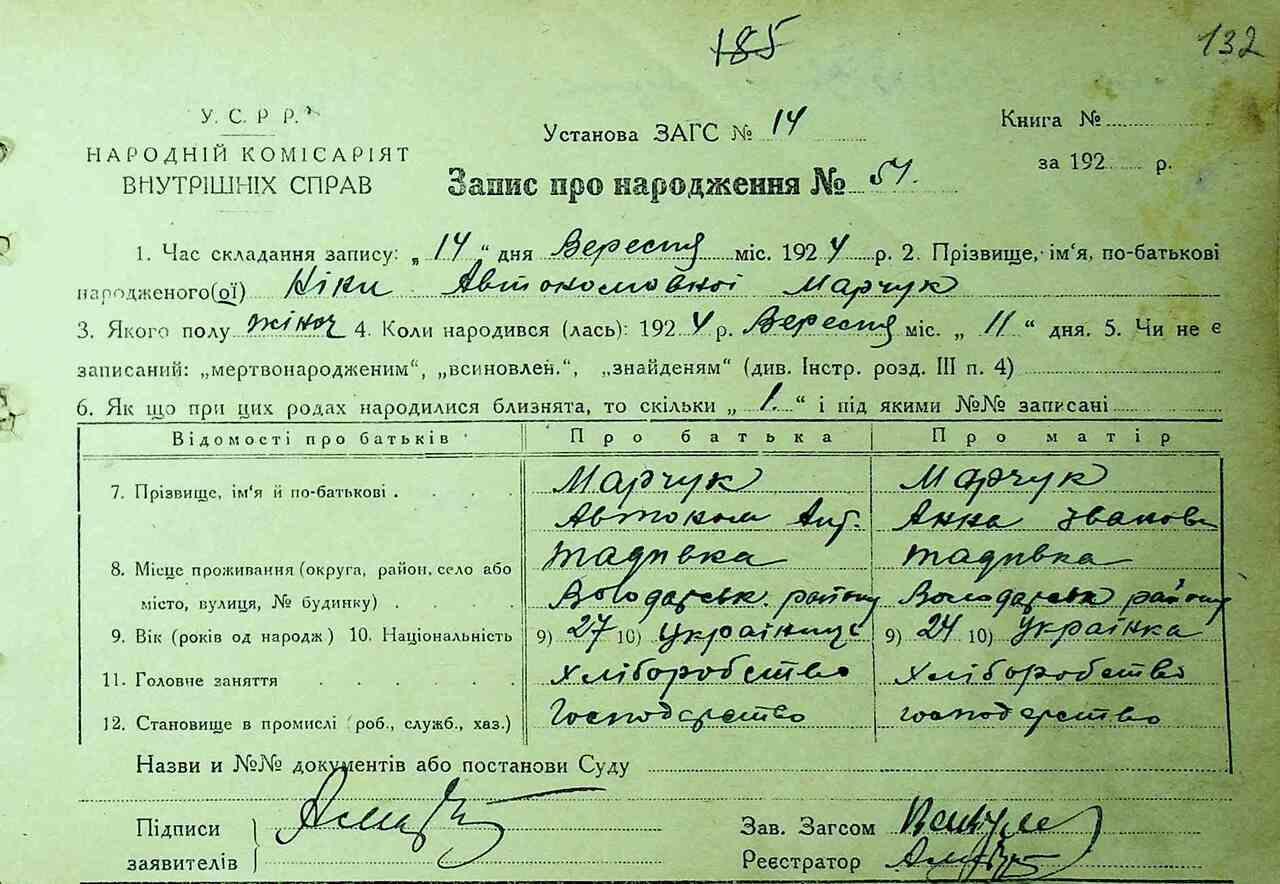 185
132
У. С. Р Р.
НАРОДНІЙ КОМІСАРІЯТ
ВНУТРІШНІХ СПРАВ
Установа ЗАГС № 14
Запис про народження № 54.
Книга №
за 192 р.
1. Час складання запису: „14“ дня Вересня міс. 1924 р. 2. Прізвище, ім‘я, по-батькові
народженого(ої) Ніки Автономовної Марчук
3. Якого полу жіноч 4. Коли народився (лась): 1924 р. Вересня міс. „11“ дня. 5. Чи не є
записаний: „мертвонародженим“, „всиновлен.“, „знайденям“ (див. Інстр. розд. III п. 4)
6. Як що при цих родах народилися близнята, то скільки „1.“ і під якими №№ записані
Відомості про батьків Про батька Про матір
7. Прізвище, ім‘я й по-батькові . . . . Марчук Марчук
Автоном Ант. Анна Іванова
8. Місце проживання (округа, район, село або Тадіівка Тадіівка
місто, вулиця, № будинку) . . . . Володарськ. району Володарськ району
9. Вік (років од народж) 10. Національність 9) 27 10) Українець 9) 24 10) Українка
11. Головне заняття . . . . . Хліборобство Хліборобство
12. Становище в промислі (роб., служб., хаз.) господарство господарство
Назви и №№ документів або постанови Суду
Підписи
заявителів
Зав. Загсом
Реєстратор